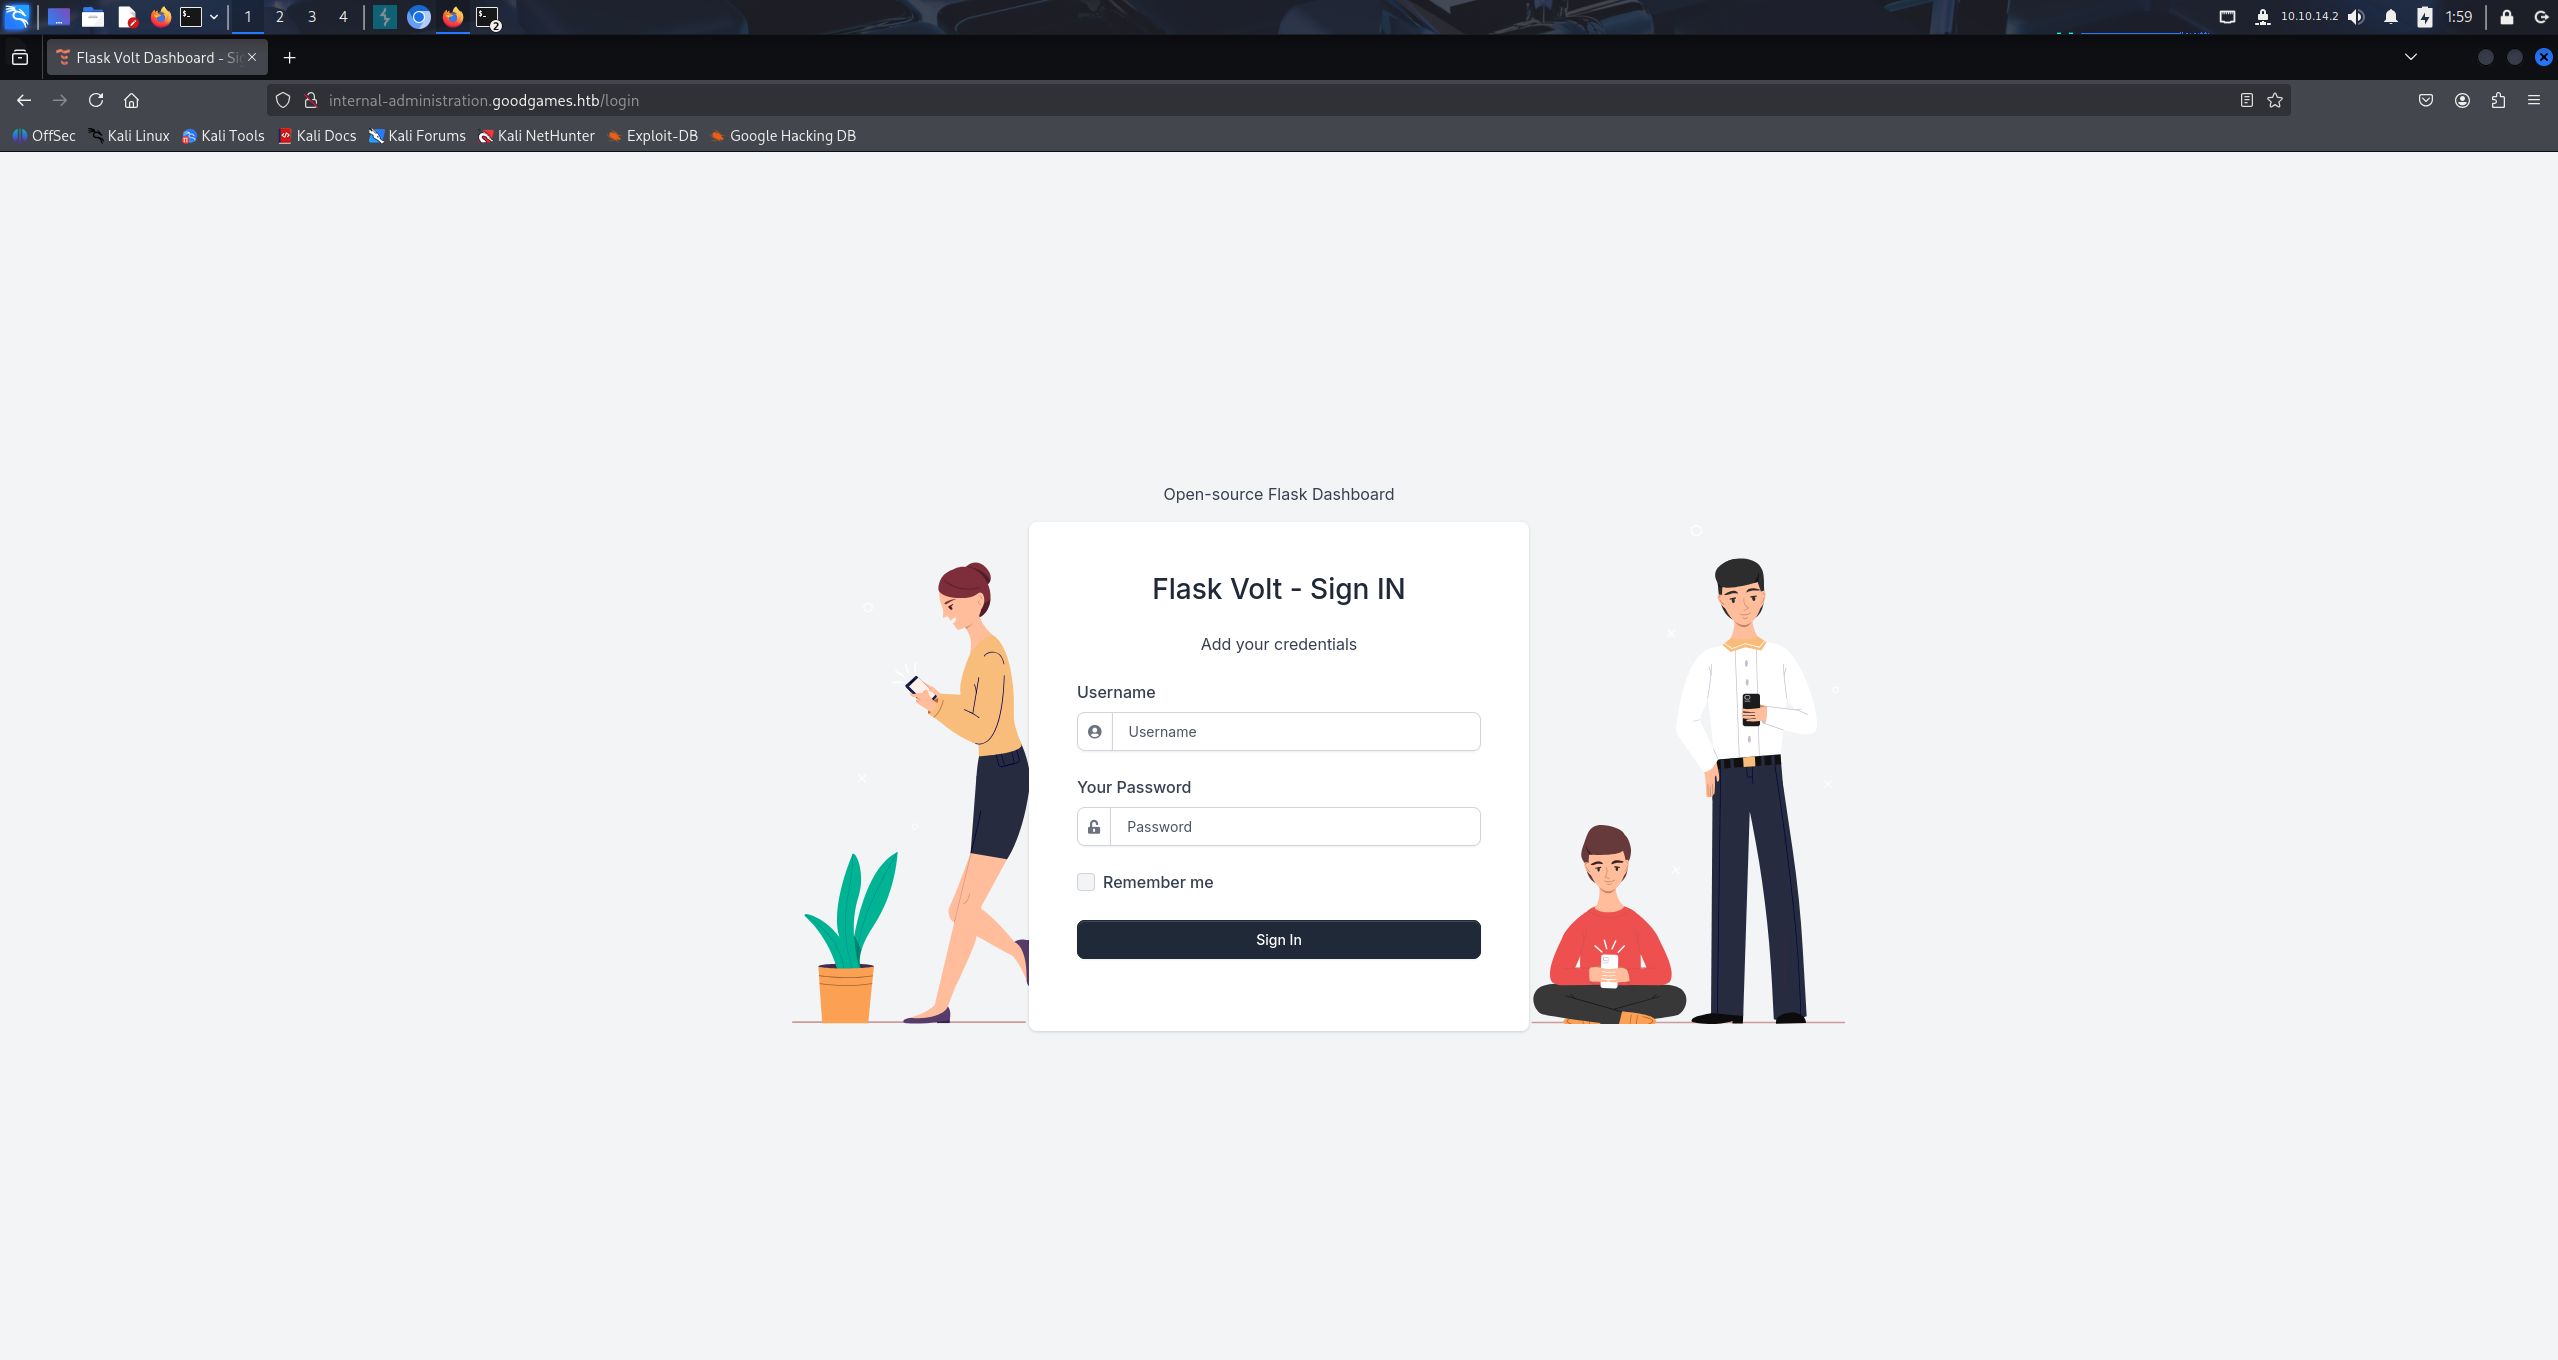 1 2 3 4 2 10.10.14.2 1:59
Flask Volt Dashboard - Si
internal-administration.goodgames.htb/login
OffSec Kali Linux Kali Tools Kali Docs Kali Forums Kali NetHunter Exploit-DB Google Hacking DB
Open-source Flask Dashboard
Flask Volt - Sign IN
Add your credentials
Username
Username
Your Password
Password
Remember me
Sign In